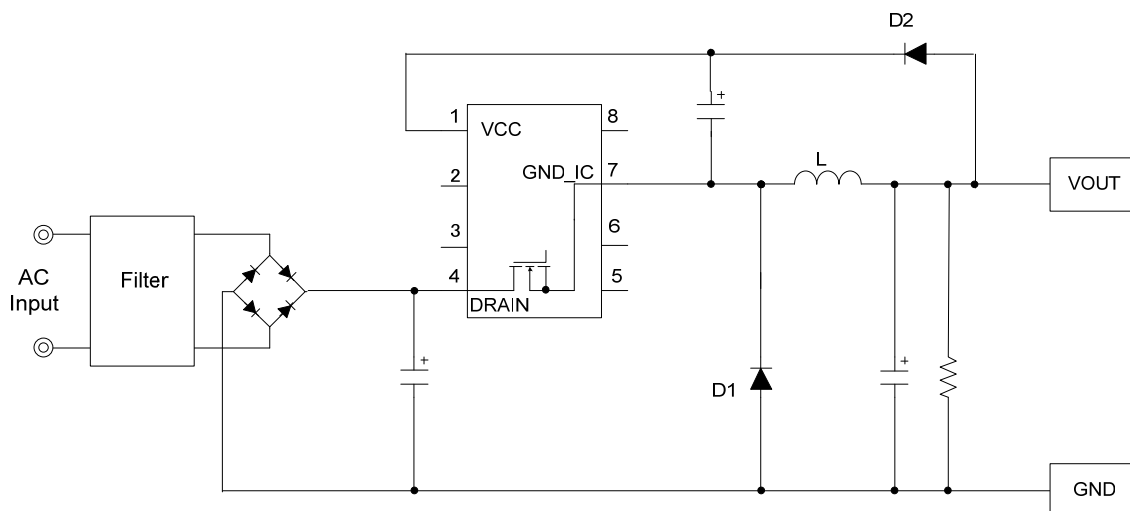 D2
1
VCC
8
GND_IC
7
L
VOUT
2
3
6
AC
Input
Filter
4
5
DRAIN
+
+
+
D1
GND